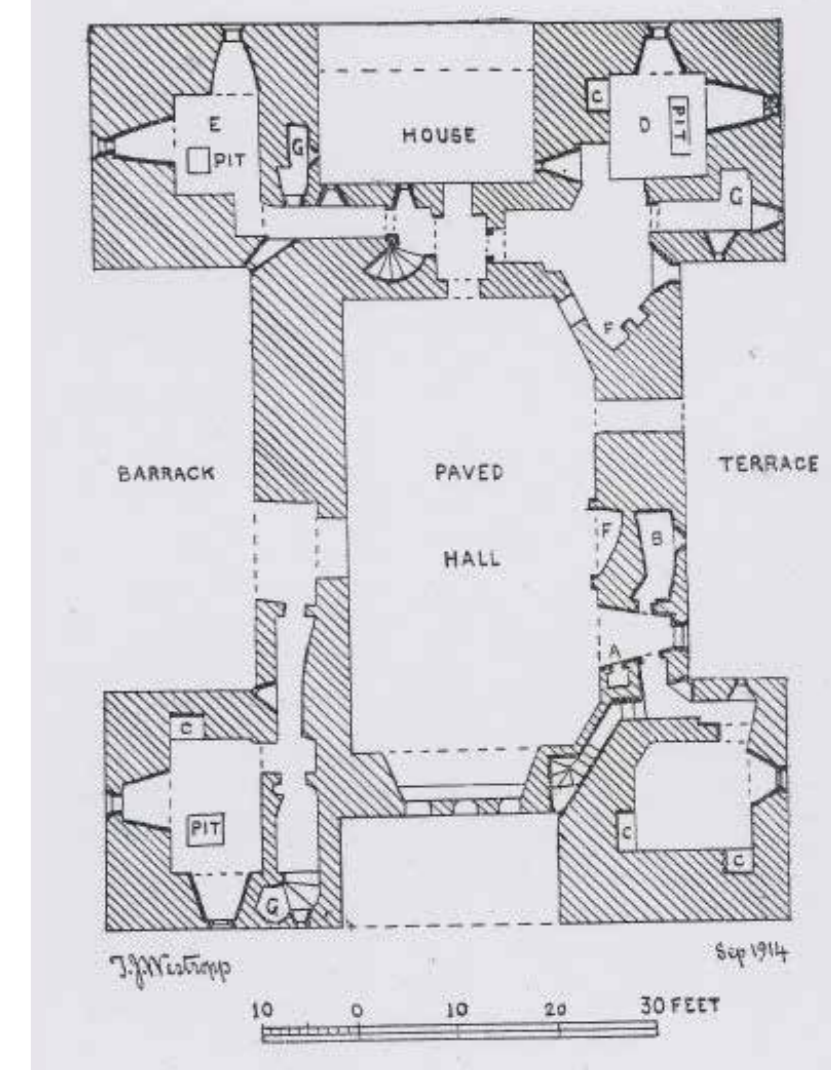 C
E
D
PIT
PIT
G
HOUSE
G
F
BARRACK
PAVED
HALL
TERRACE
F
B
A
C
PIT
C
C
G
T.J.Westropp
Sep 1914
10 0 10 20 30 FEET